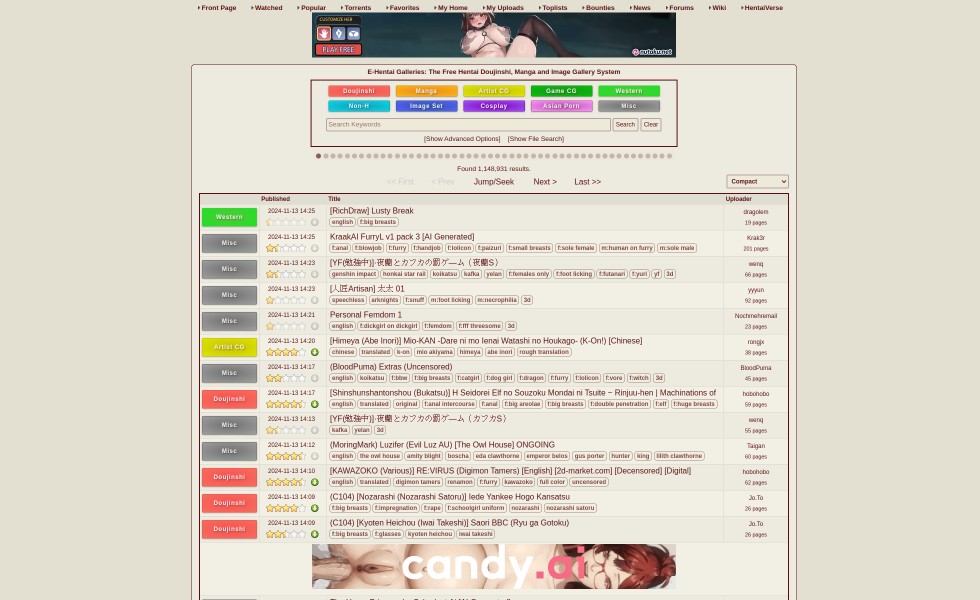 Front Page Watched Popular Torrents Favorites My Home My Uploads Toplists Bounties News Forums Wiki HentaiVerse
CUSTOMIZE HER
PLAY FREE
nutaku.net
E-Hentai Galleries: The Free Hentai Doujinshi, Manga and Image Gallery System
Doujinshi Manga Artist CG Game CG Western
Non-H Image Set Cosplay Asian Porn Misc
Search Keywords Search Clear
[Show Advanced Options] [Show File Search]
Found 1,148,931 results.
<< First < Prev Jump/Seek Next > Last >> Compact
Published Title Uploader
Western 2024-11-13 14:25 [RichDraw] Lusty Break dragolem
english f:big breasts 19 pages
Misc 2024-11-13 14:25 KraakAI FurryL v1 pack 3 [AI Generated] Krak3r
f:anal f:blowjob f:furry f:handjob f:lolicon f:paizuri f:small breasts f:sole female m:human on furry m:sole male 201 pages
Misc 2024-11-13 14:23 [YF(勉強中)]-夜蘭とカフカの罰ゲーム（夜蘭S） wenq
genshin impact honkai star rail koikatsu kafka yelan f:females only f:foot licking f:futanari f:yuri yf 3d 66 pages
Misc 2024-11-13 14:23 [人匠Artisan] 太太 01 yyyun
speechless arknights f:snuff m:foot licking m:necrophilia 3d 92 pages
Misc 2024-11-13 14:21 Personal Femdom 1 Nochmehremail
english f:dickgirl on dickgirl f:femdom f:fff threesome 3d 23 pages
Artist CG 2024-11-13 14:20 [Himeya (Abe Inori)] Mio-KAN -Dare ni mo Ienai Watashi no Houkago- (K-On!) [Chinese] rongjx
chinese translated k-on mio akiyama himeya abe inori rough translation 38 pages
Misc 2024-11-13 14:17 (BloodPuma) Extras (Uncensored) BloodPuma
english koikatsu f:bbw f:big breasts f:catgirl f:dog girl f:dragon f:furry f:lolicon f:vore f:witch 3d 45 pages
Doujinshi 2024-11-13 14:17 [Shinshunshantonshou (Bukatsu)] H Seidorei Elf no Souzoku Mondai ni Tsuite ~ Rinjuu-hen | Machinations of hobohobo
english translated original f:anal intercourse f:anal f:big areolae f:big breasts f:double penetration f:elf f:huge breasts 59 pages
Misc 2024-11-13 14:17 [YF(勉強中)]-夜蘭とカフカの罰ゲーム（カフカS） wenq
kafka yelan 3d 55 pages
Misc 2024-11-13 14:12 (MoringMark) Luzifer (Evil Luz AU) [The Owl House] ONGOING Taigan
english the owl house amity blight boscha eda clawthorne emperor belos gus porter hunter king lilith clawthorne 60 pages
Doujinshi 2024-11-13 14:10 [KAWAZOKO (Various)] RE:VIRUS (Digimon Tamers) [English] [2d-market.com] [Decensored] [Digital] hobohobo
english translated digimon tamers renamon f:furry kawazoko full color uncensored 62 pages
Doujinshi 2024-11-13 14:09 (C104) [Nozarashi (Nozarashi Satoru)] Iede Yankee Hogo Kansatsu Jo.To
f:big breasts f:impregnation f:rape f:schoolgirl uniform nozarashi nozarashi satoru 26 pages
Doujinshi 2024-11-13 14:09 (C104) [Kyoten Heichou (Iwai Takeshi)] Saori BBC (Ryu ga Gotoku) Jo.To
f:big breasts f:glasses kyoten heichou iwai takeshi 26 pages
candy.ai